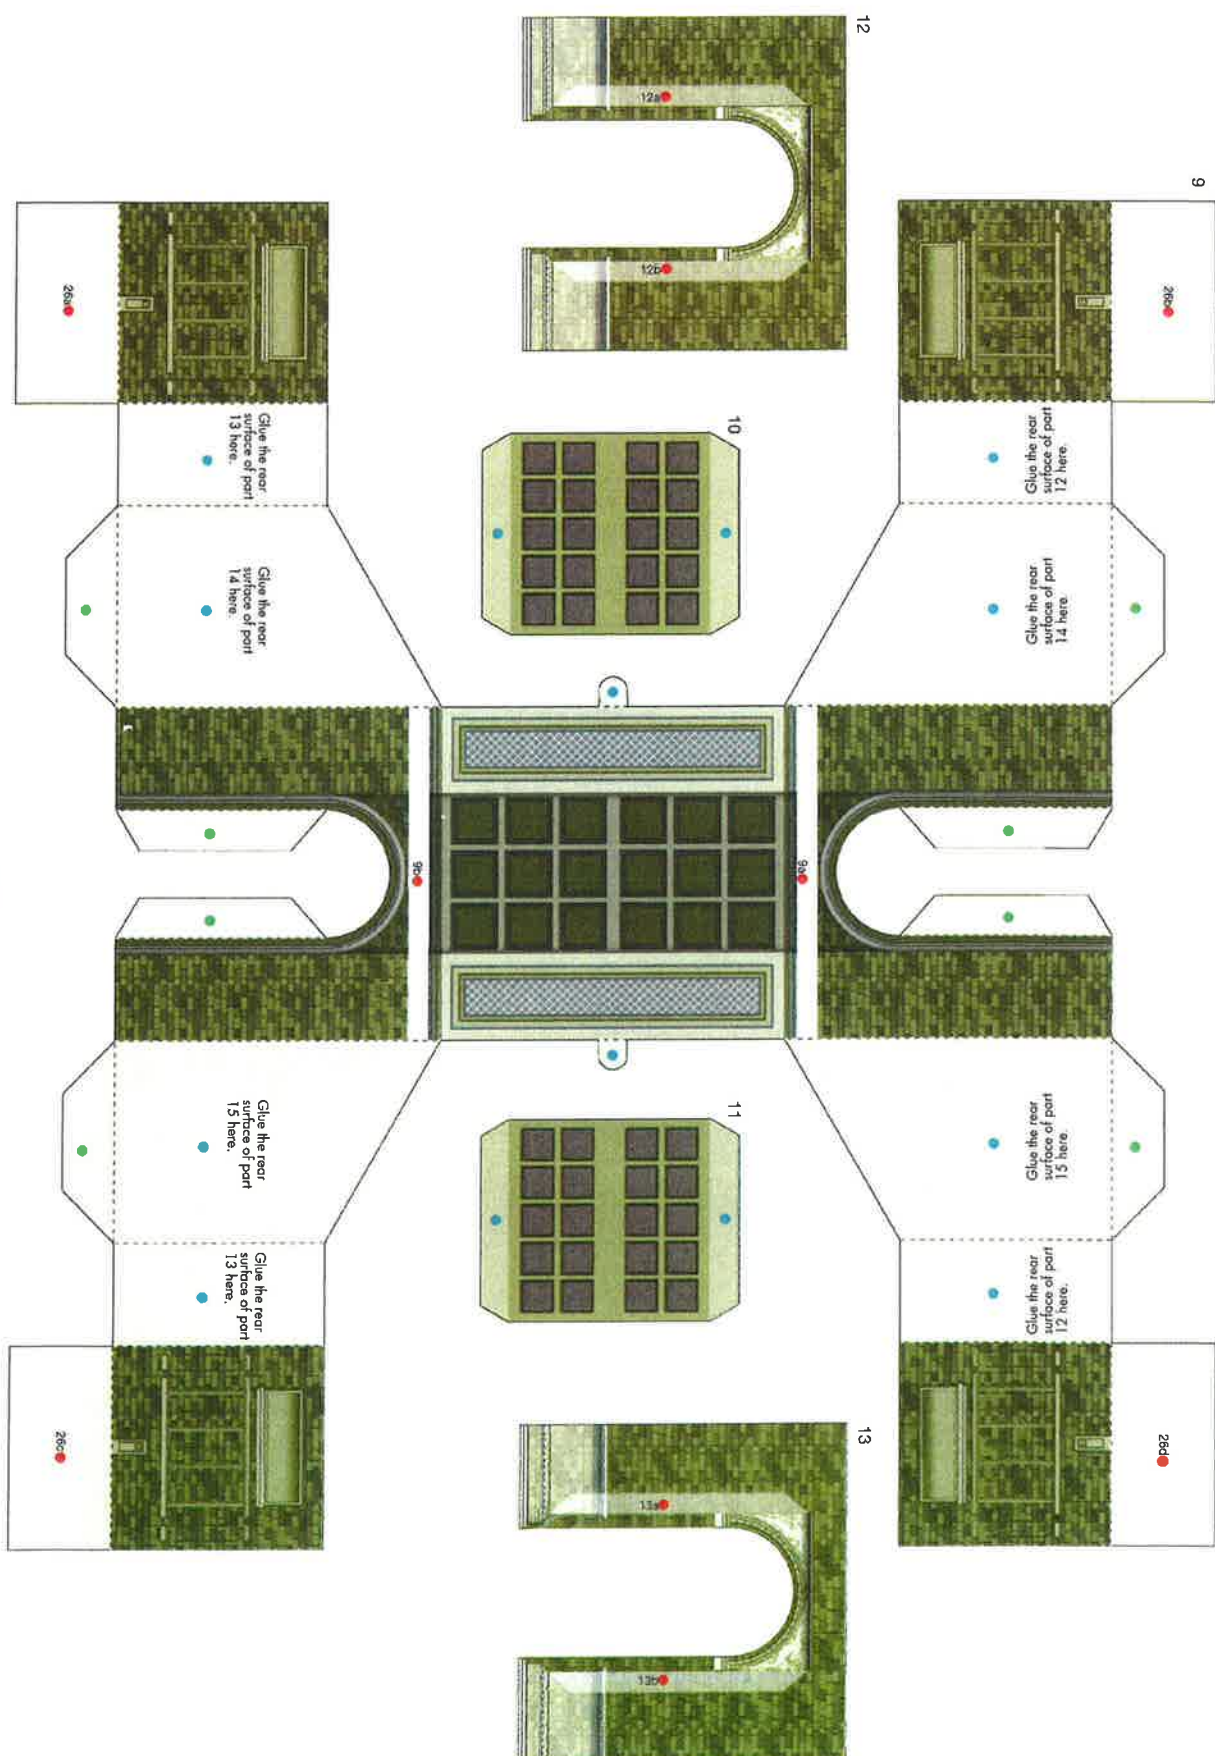 12
12a
12b
9
26b
26a
Glue the rear
surface of part
13 here.
Glue the rear
surface of part
12 here.
10
Glue the rear
surface of part
14 here.
Glue the rear
surface of part
14 here.
9b
9a
11
Glue the rear
surface of part
15 here.
Glue the rear
surface of part
15 here.
Glue the rear
surface of part
13 here.
Glue the rear
surface of part
12 here.
26c
26d
13
13a
13b